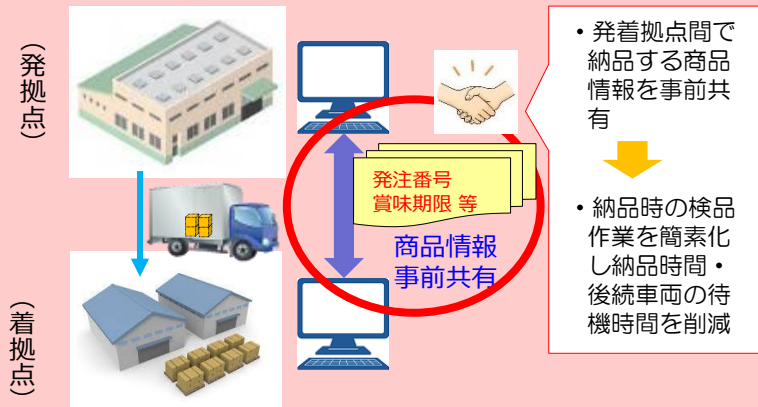 （発拠点）
発注番号
賞味期限 等
商品情報
事前共有
（着拠点）
・発着拠点間で
納品する商品
情報を事前共
有
・納品時の検品
作業を簡素化
し納品時間・
後続車両の待
機時間を削減